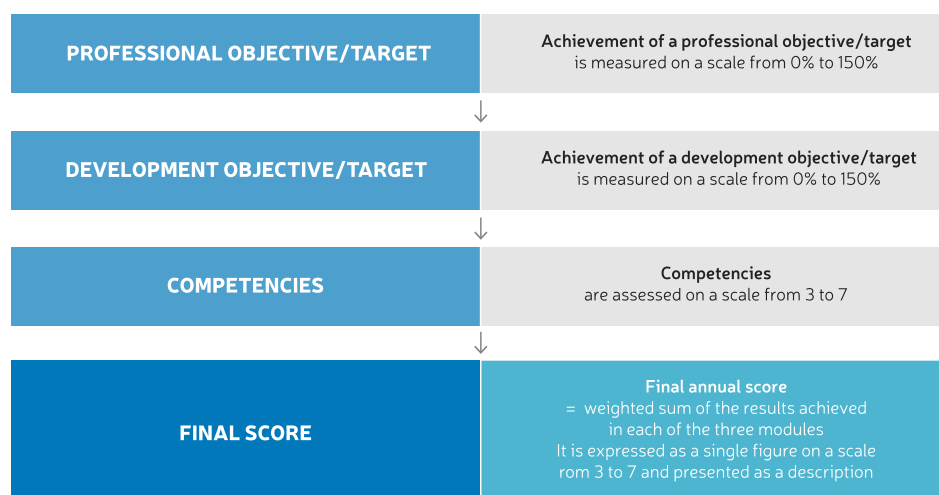 PROFESSIONAL OBJECTIVE/TARGET
Achievement of a professional objective/target
is measured on a scale from 0% to 150%
DEVELOPMENT OBJECTIVE/TARGET
Achievement of a development objective/target
is measured on a scale from 0% to 150%
COMPETENCIES
Competencies
are assessed on a scale from 3 to 7
FINAL SCORE
Final annual score
= weighted sum of the results achieved
in each of the three modules
It is expressed as a single figure on a scale
rom 3 to 7 and presented as a description